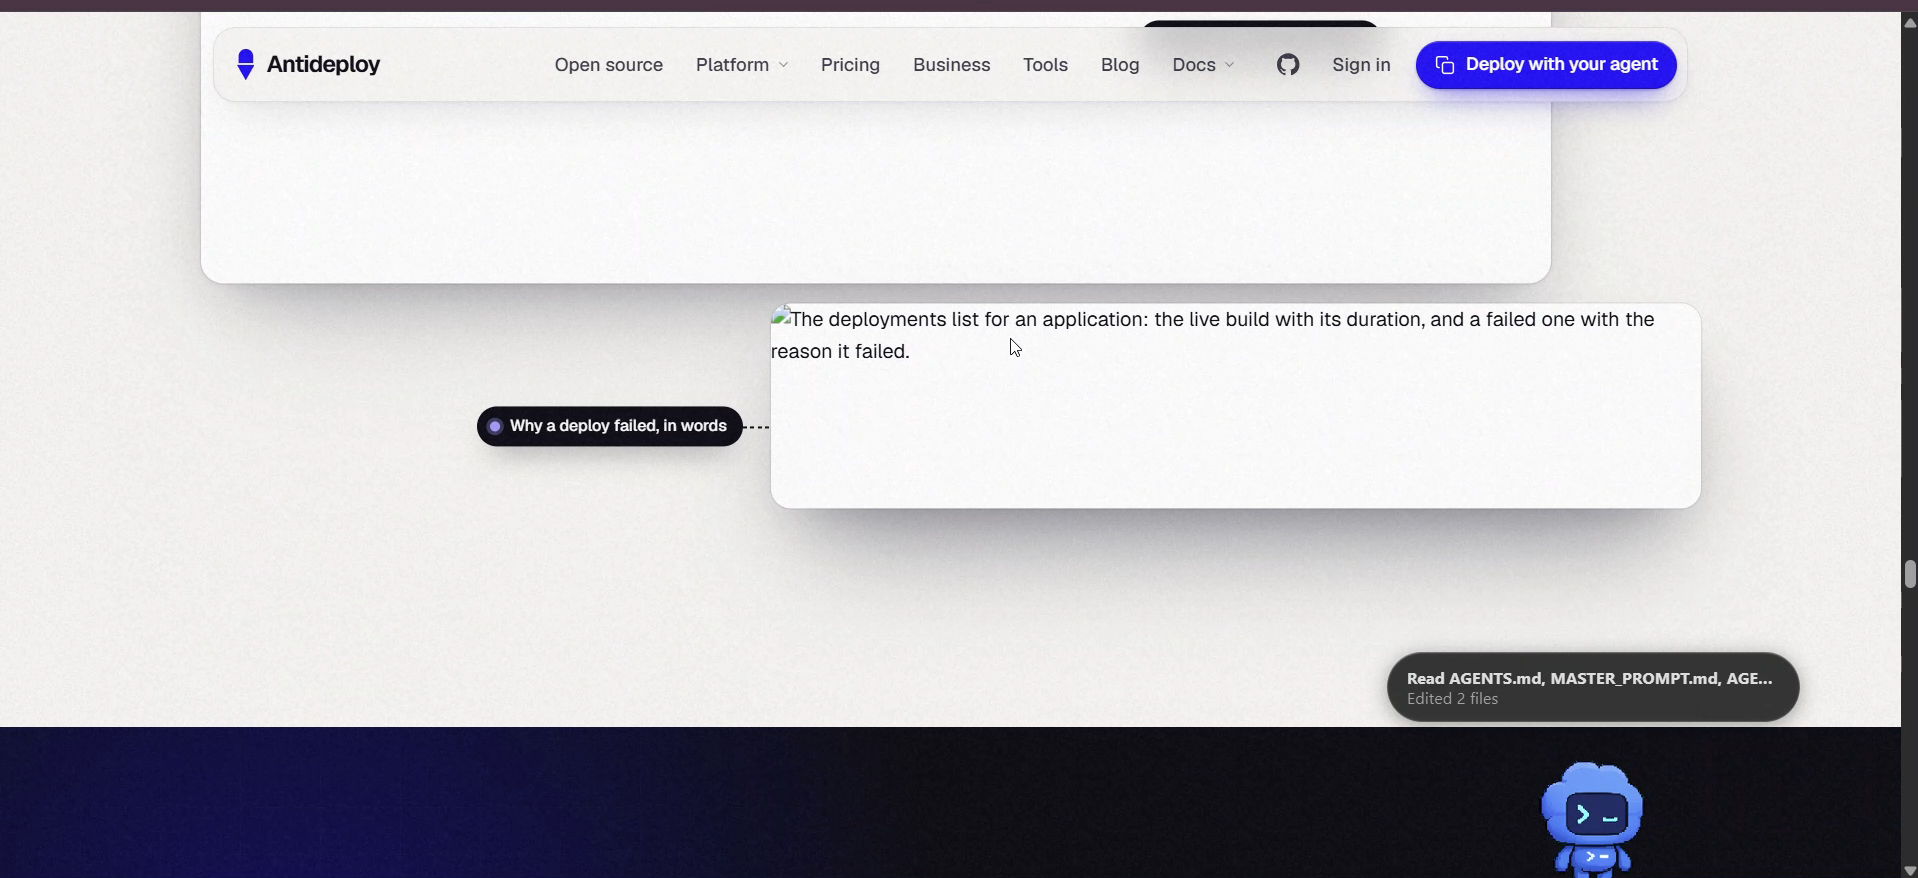 Antideploy
Open source
Platform
Pricing
Business
Tools
Blog
Docs
Sign in
Deploy with your agent
The deployments list for an application: the live build with its duration, and a failed one with the
reason it failed.
Why a deploy failed, in words
Read AGENTS.md, MASTER_PROMPT.md, AGE...
Edited 2 files